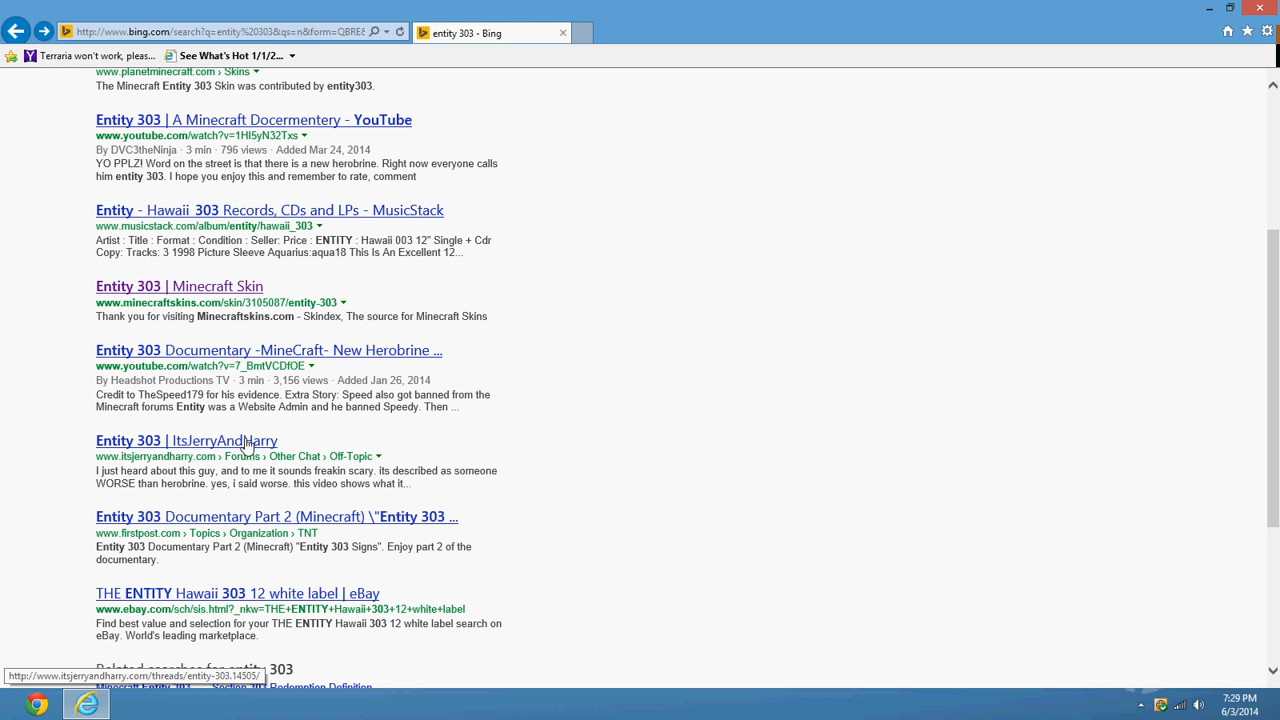 http://www.bing.com/search?q=entity%20303&qs=n&form=QBRE&
entity 303 - Bing
Terraria won't work, pleas...
See What's Hot 1/1/2...
www.planetminecraft.com › Skins
The Minecraft Entity 303 Skin was contributed by entity303.
Entity 303 | A Minecraft Docermentery - YouTube
www.youtube.com/watch?v=1HI5yN32Txs
By DVC3theNinja · 3 min · 796 views · Added Mar 24, 2014
YO PPLZ! Word on the street is that there is a new herobrine. Right now everyone calls
him entity 303. I hope you enjoy this and remember to rate, comment
Entity - Hawaii 303 Records, CDs and LPs - MusicStack
www.musicstack.com/album/entity/hawaii_303
Artist : Title : Format : Condition : Seller: Price : ENTITY : Hawaii 003 12" Single + Cdr
Copy: Tracks: 3 1998 Picture Sleeve Aquarius:aqua18 This Is An Excellent 12...
Entity 303 | Minecraft Skin
www.minecraftskins.com/skin/3105087/entity-303
Thank you for visiting Minecraftskins.com - Skindex, The source for Minecraft Skins
Entity 303 Documentary -MineCraft- New Herobrine ...
www.youtube.com/watch?v=7_BmtVCDfOE
By Headshot Productions TV · 3 min · 3,156 views · Added Jan 26, 2014
Credit to TheSpeed179 for his evidence. Extra Story: Speed also got banned from the
Minecraft forums Entity was a Website Admin and he banned Speedy. Then ...
Entity 303 | ItsJerryAndHarry
www.itsjerryandharry.com › Forums › Other Chat › Off-Topic
I just heard about this guy, and to me it sounds freakin scary. its described as someone
WORSE than herobrine. yes, i said worse. this video shows what it...
Entity 303 Documentary Part 2 (Minecraft) \"Entity 303 ...
www.firstpost.com › Topics › Organization › TNT
Entity 303 Documentary Part 2 (Minecraft) "Entity 303 Signs". Enjoy part 2 of the
documentary.
THE ENTITY Hawaii 303 12 white label | eBay
www.ebay.com/sch/sis.html?_nkw=THE+ENTITY+Hawaii+303+12+white+label
Find best value and selection for your THE ENTITY Hawaii 303 12 white label search on
eBay. World's leading marketplace.
Related searches for entity 303
http://www.itsjerryandharry.com/threads/entity-303.14505/
Minecraft Entity 303 Section 303 Redemption Definition
7:29 PM
6/3/2014